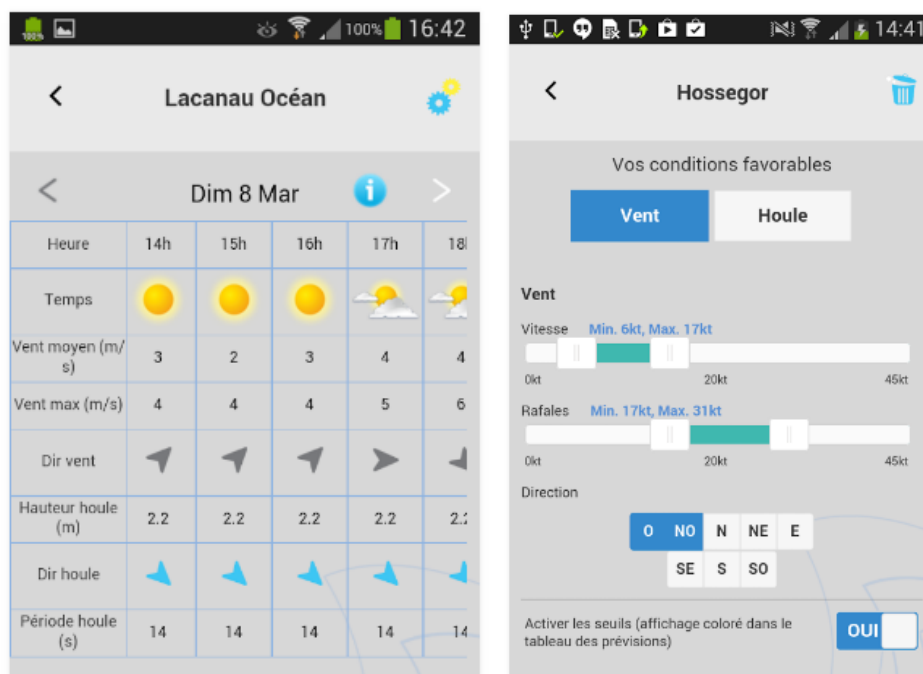 100% 16:42
Lacanau Océan
Dim 8 Mar
Heure 14h 15h 16h 17h
Temps
Vent moyen (m/
s) 3 2 3 4 4
Vent max (m/s) 4 4 4 5 6
Dir vent
Hauteur houle
(m) 2.2 2.2 2.2 2.2
Dir houle
Période houle
(s) 14 14 14 14 14
14:41
Hossegor
Vos conditions favorables
Vent Houle
Vent
Vitesse Min. 6kt, Max. 17kt
0kt 20kt 45kt
Rafales Min. 17kt, Max. 31kt
0kt 20kt 45kt
Direction
O NO N NE E
SE S SO
Activer les seuils (affichage coloré dans le
tableau des prévisions)
OUI